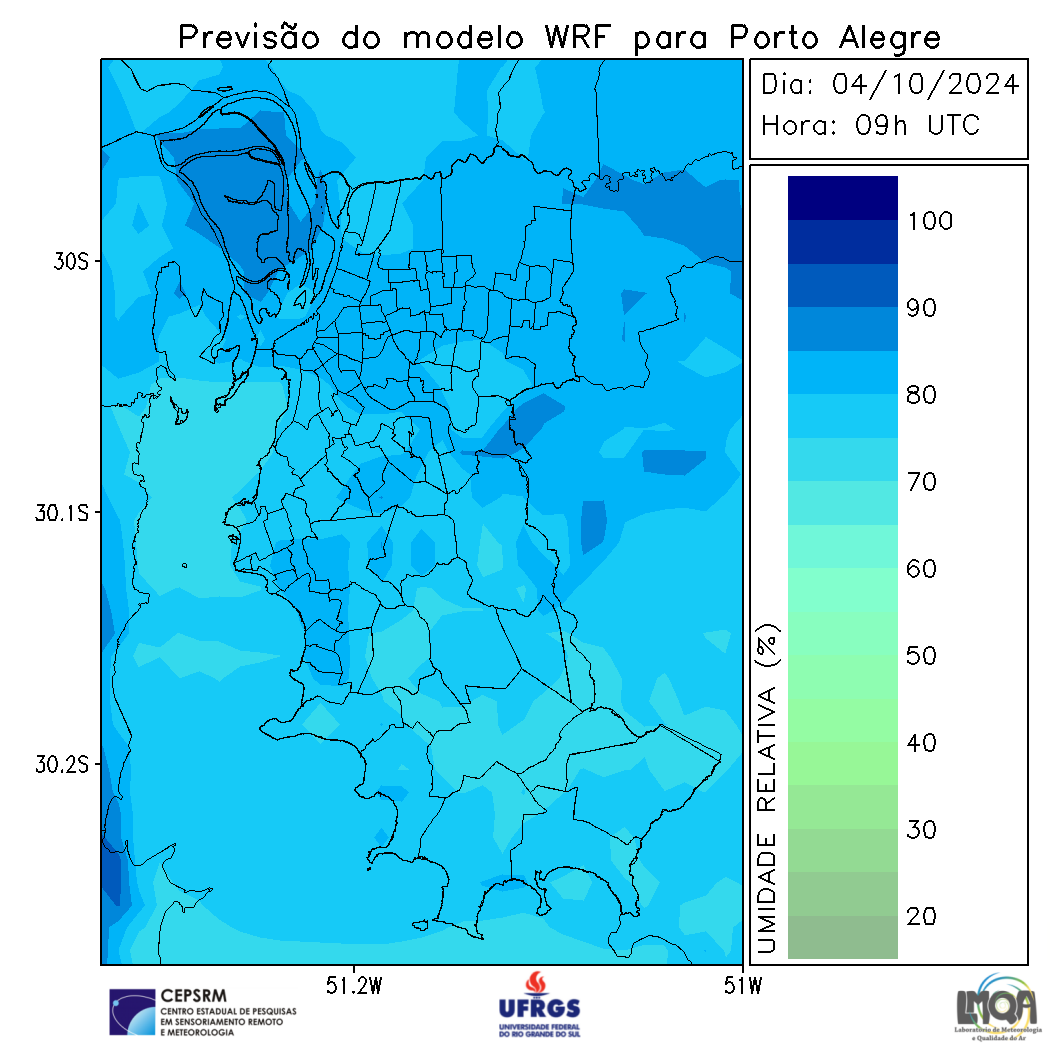 Previsão do modelo WRF para Porto Alegre
Dia: 04/10/2024
Hora: 09h UTC
100
90
80
70
60
50
40
30
20
UMIDADE RELATIVA (%)
30S
30.1S
30.2S
51.2W
51W
CEPSRM
CENTRO ESTADUAL DE PESQUISAS
EM SENSORIAMENTO REMOTO
E METEOROLOGIA
UFRGS
UNIVERSIDADE FEDERAL
DO RIO GRANDE DO SUL
LMQA
Laboratório de Meteorologia
e Qualidade do Ar